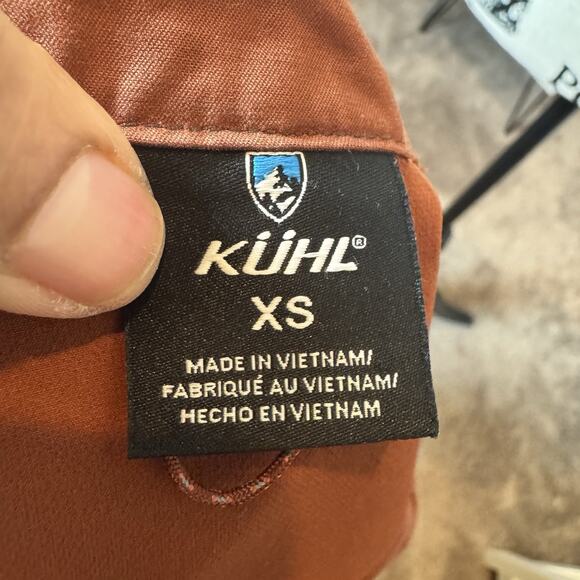 KÜHL®
XS
MADE IN VIETNAM/
FABRIQUÉ AU VIETNAM/
HECHO EN VIETNAM